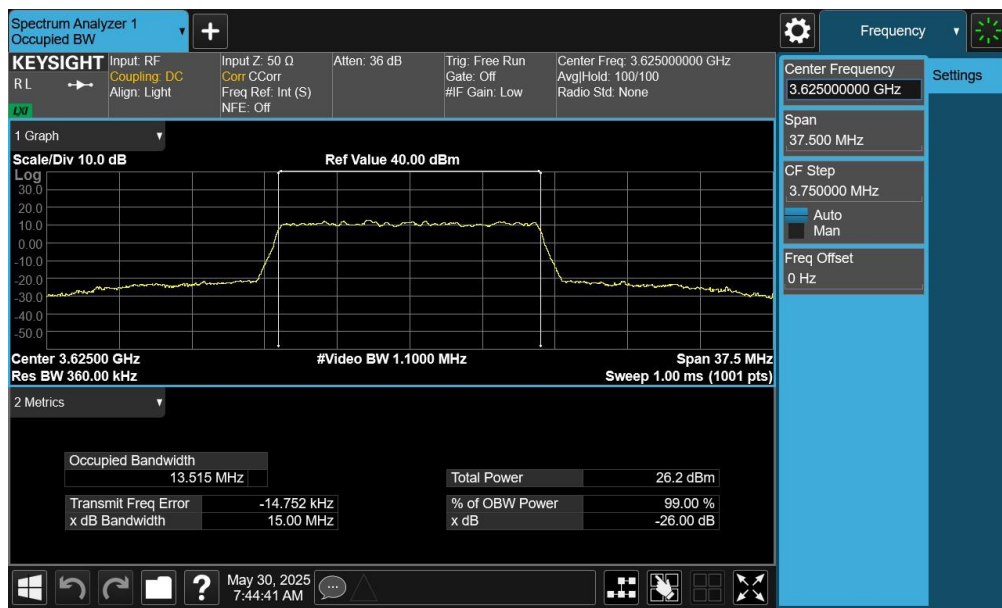 Spectrum Analyzer 1
Occupied BW
Frequency
KEYSIGHT
R L
LXI
Input: RF
Coupling: DC
Align: Light
Input Z: 50 Ω
Corr CCorr
Freq Ref: Int (S)
NFE: Off
Atten: 36 dB
Trig: Free Run
Gate: Off
#IF Gain: Low
Center Freq: 3.625000000 GHz
Avg|Hold: 100/100
Radio Std: None
Center Frequency
3.625000000 GHz
Settings
Span
37.500 MHz
CF Step
3.750000 MHz
Auto
Man
Freq Offset
0 Hz
1 Graph
Scale/Div 10.0 dB
Ref Value 40.00 dBm
Log
30.0
20.0
10.0
0.00
-10.0
-20.0
-30.0
-40.0
-50.0
Center 3.62500 GHz
#Video BW 1.1000 MHz
Span 37.5 MHz
Res BW 360.00 kHz
Sweep 1.00 ms (1001 pts)
2 Metrics
Occupied Bandwidth
13.515 MHz
Total Power 26.2 dBm
Transmit Freq Error -14.752 kHz
% of OBW Power 99.00 %
x dB Bandwidth 15.00 MHz
x dB -26.00 dB
?
May 30, 2025
7:44:41 AM